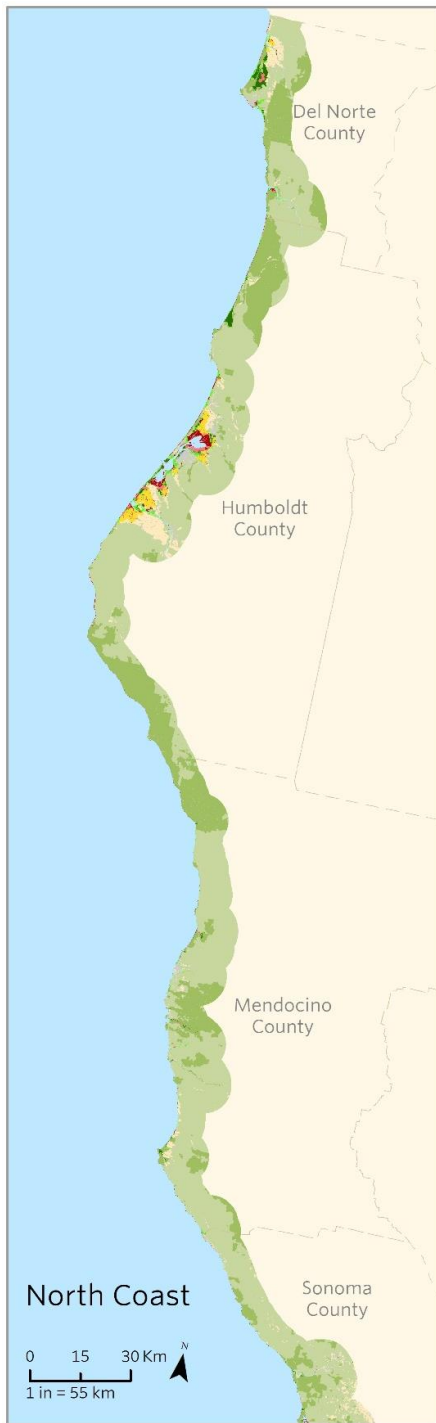 Del Norte
County
Humboldt
County
Mendocino
County
Sonoma
County
North Coast
N
0 15 30 Km
1 in = 55 km